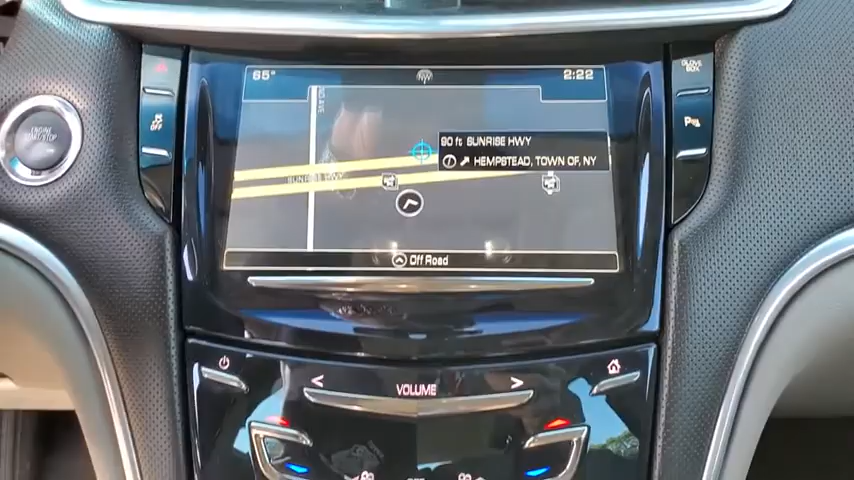 65°
2:22
GLOVE BOX
ENGINE
START/STOP
OFF
90 ft SUNRISE HWY
HEMPSTEAD, TOWN OF, NY
SUNRISE HWY
Off Road
VOLUME